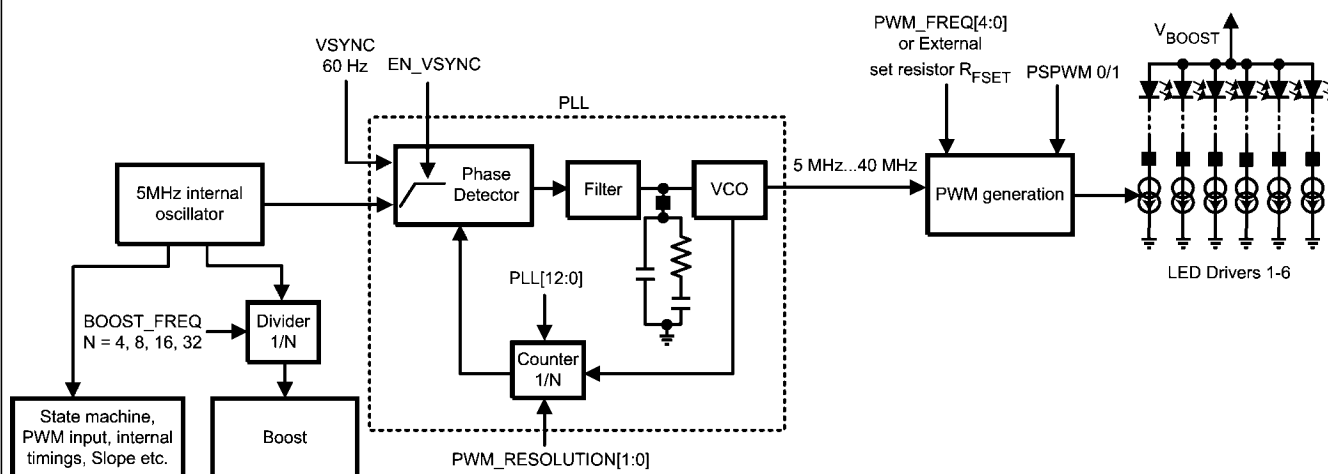 VSYNC
60 Hz
EN_VSYNC
PLL
PWM_FREQ[4:0]
or External
set resistor RFSET
PSPWM 0/1
VBOOST
5MHz internal
oscillator
Phase
Detector
Filter
VCO
5 MHz...40 MHz
PWM generation
LED Drivers 1-6
BOOST_FREQ
N = 4, 8, 16, 32
Divider
1/N
PLL[12:0]
Counter
1/N
State machine,
PWM input, internal
timings, Slope etc.
Boost
PWM_RESOLUTION[1:0]